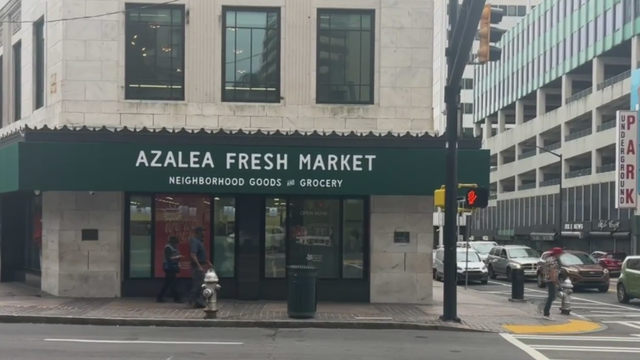 AZALEA FRESH MARKET
NEIGHBORHOOD GOODS AND GROCERY
UNDERGROUND
PARK